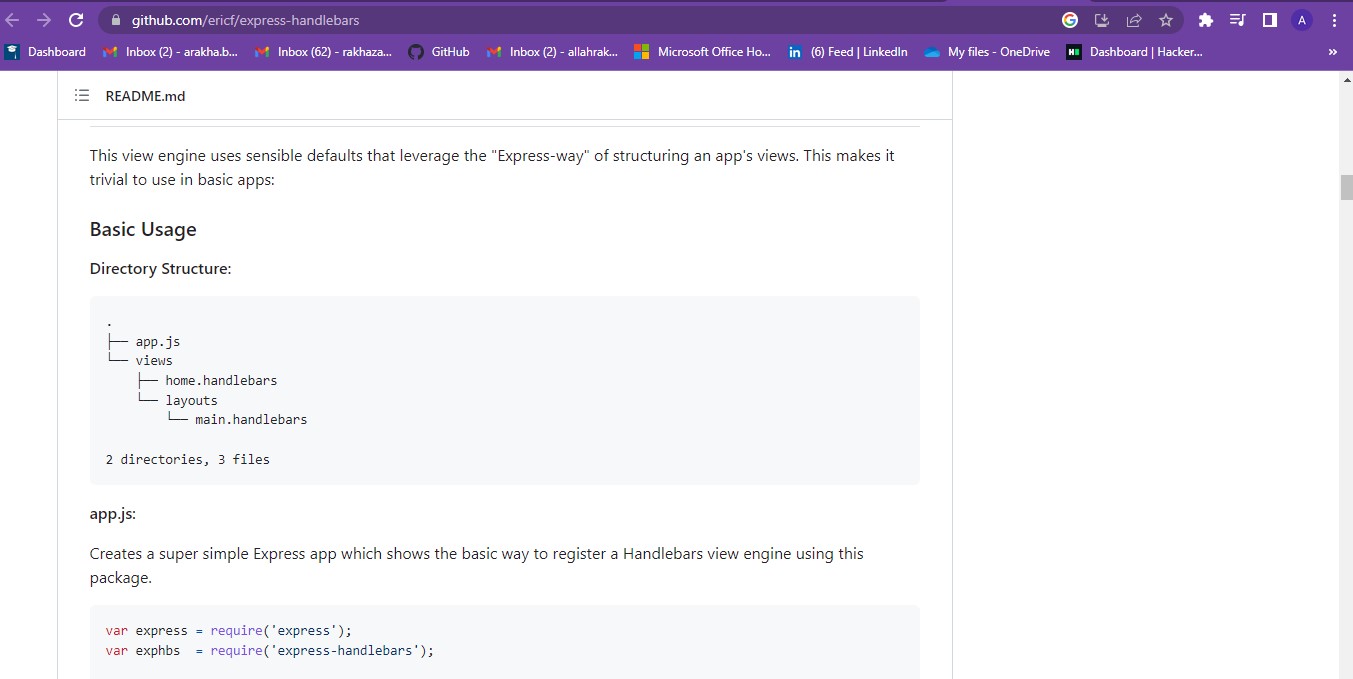 github.com/ericf/express-handlebars
A
Dashboard
Inbox (2) - arakha.b...
Inbox (62) - rakhaza...
GitHub
Inbox (2) - allahrak...
Microsoft Office Ho...
in
(6) Feed | LinkedIn
My files - OneDrive
Dashboard | Hacker...
»
README.md
This view engine uses sensible defaults that leverage the "Express-way" of structuring an app's views. This makes it
trivial to use in basic apps:
Basic Usage
Directory Structure:
.
├── app.js
└── views
    ├── home.handlebars
    └── layouts
        └── main.handlebars
2 directories, 3 files
app.js:
Creates a super simple Express app which shows the basic way to register a Handlebars view engine using this
package.
var express = require('express');
var exphbs  = require('express-handlebars');